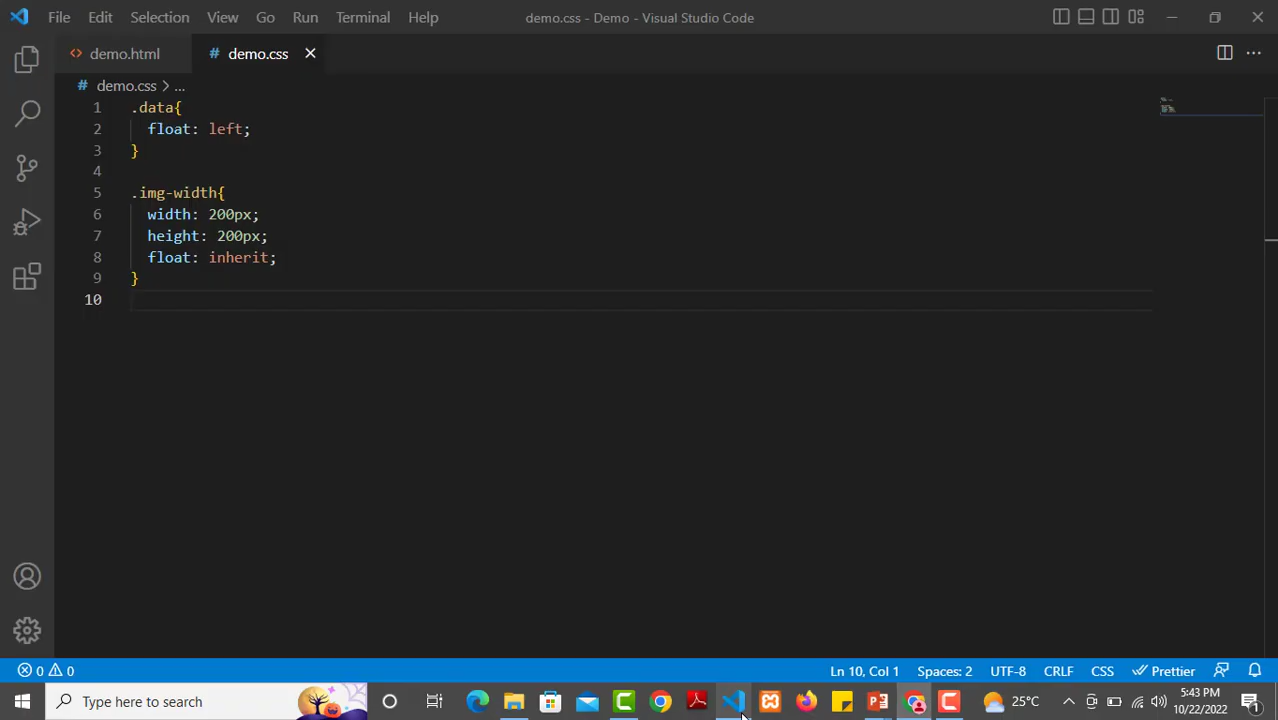 File Edit Selection View Go Run Terminal Help demo.css - Demo - Visual Studio Code
<> demo.html # demo.css
# demo.css > ...
1 .data{
2 float: left;
3 }
4
5 .img-width{
6 width: 200px;
7 height: 200px;
8 float: inherit;
9 }
10
0 0 Ln 10, Col 1 Spaces: 2 UTF-8 CRLF CSS Prettier
Type here to search 25°C 5:43 PM
10/22/2022 1